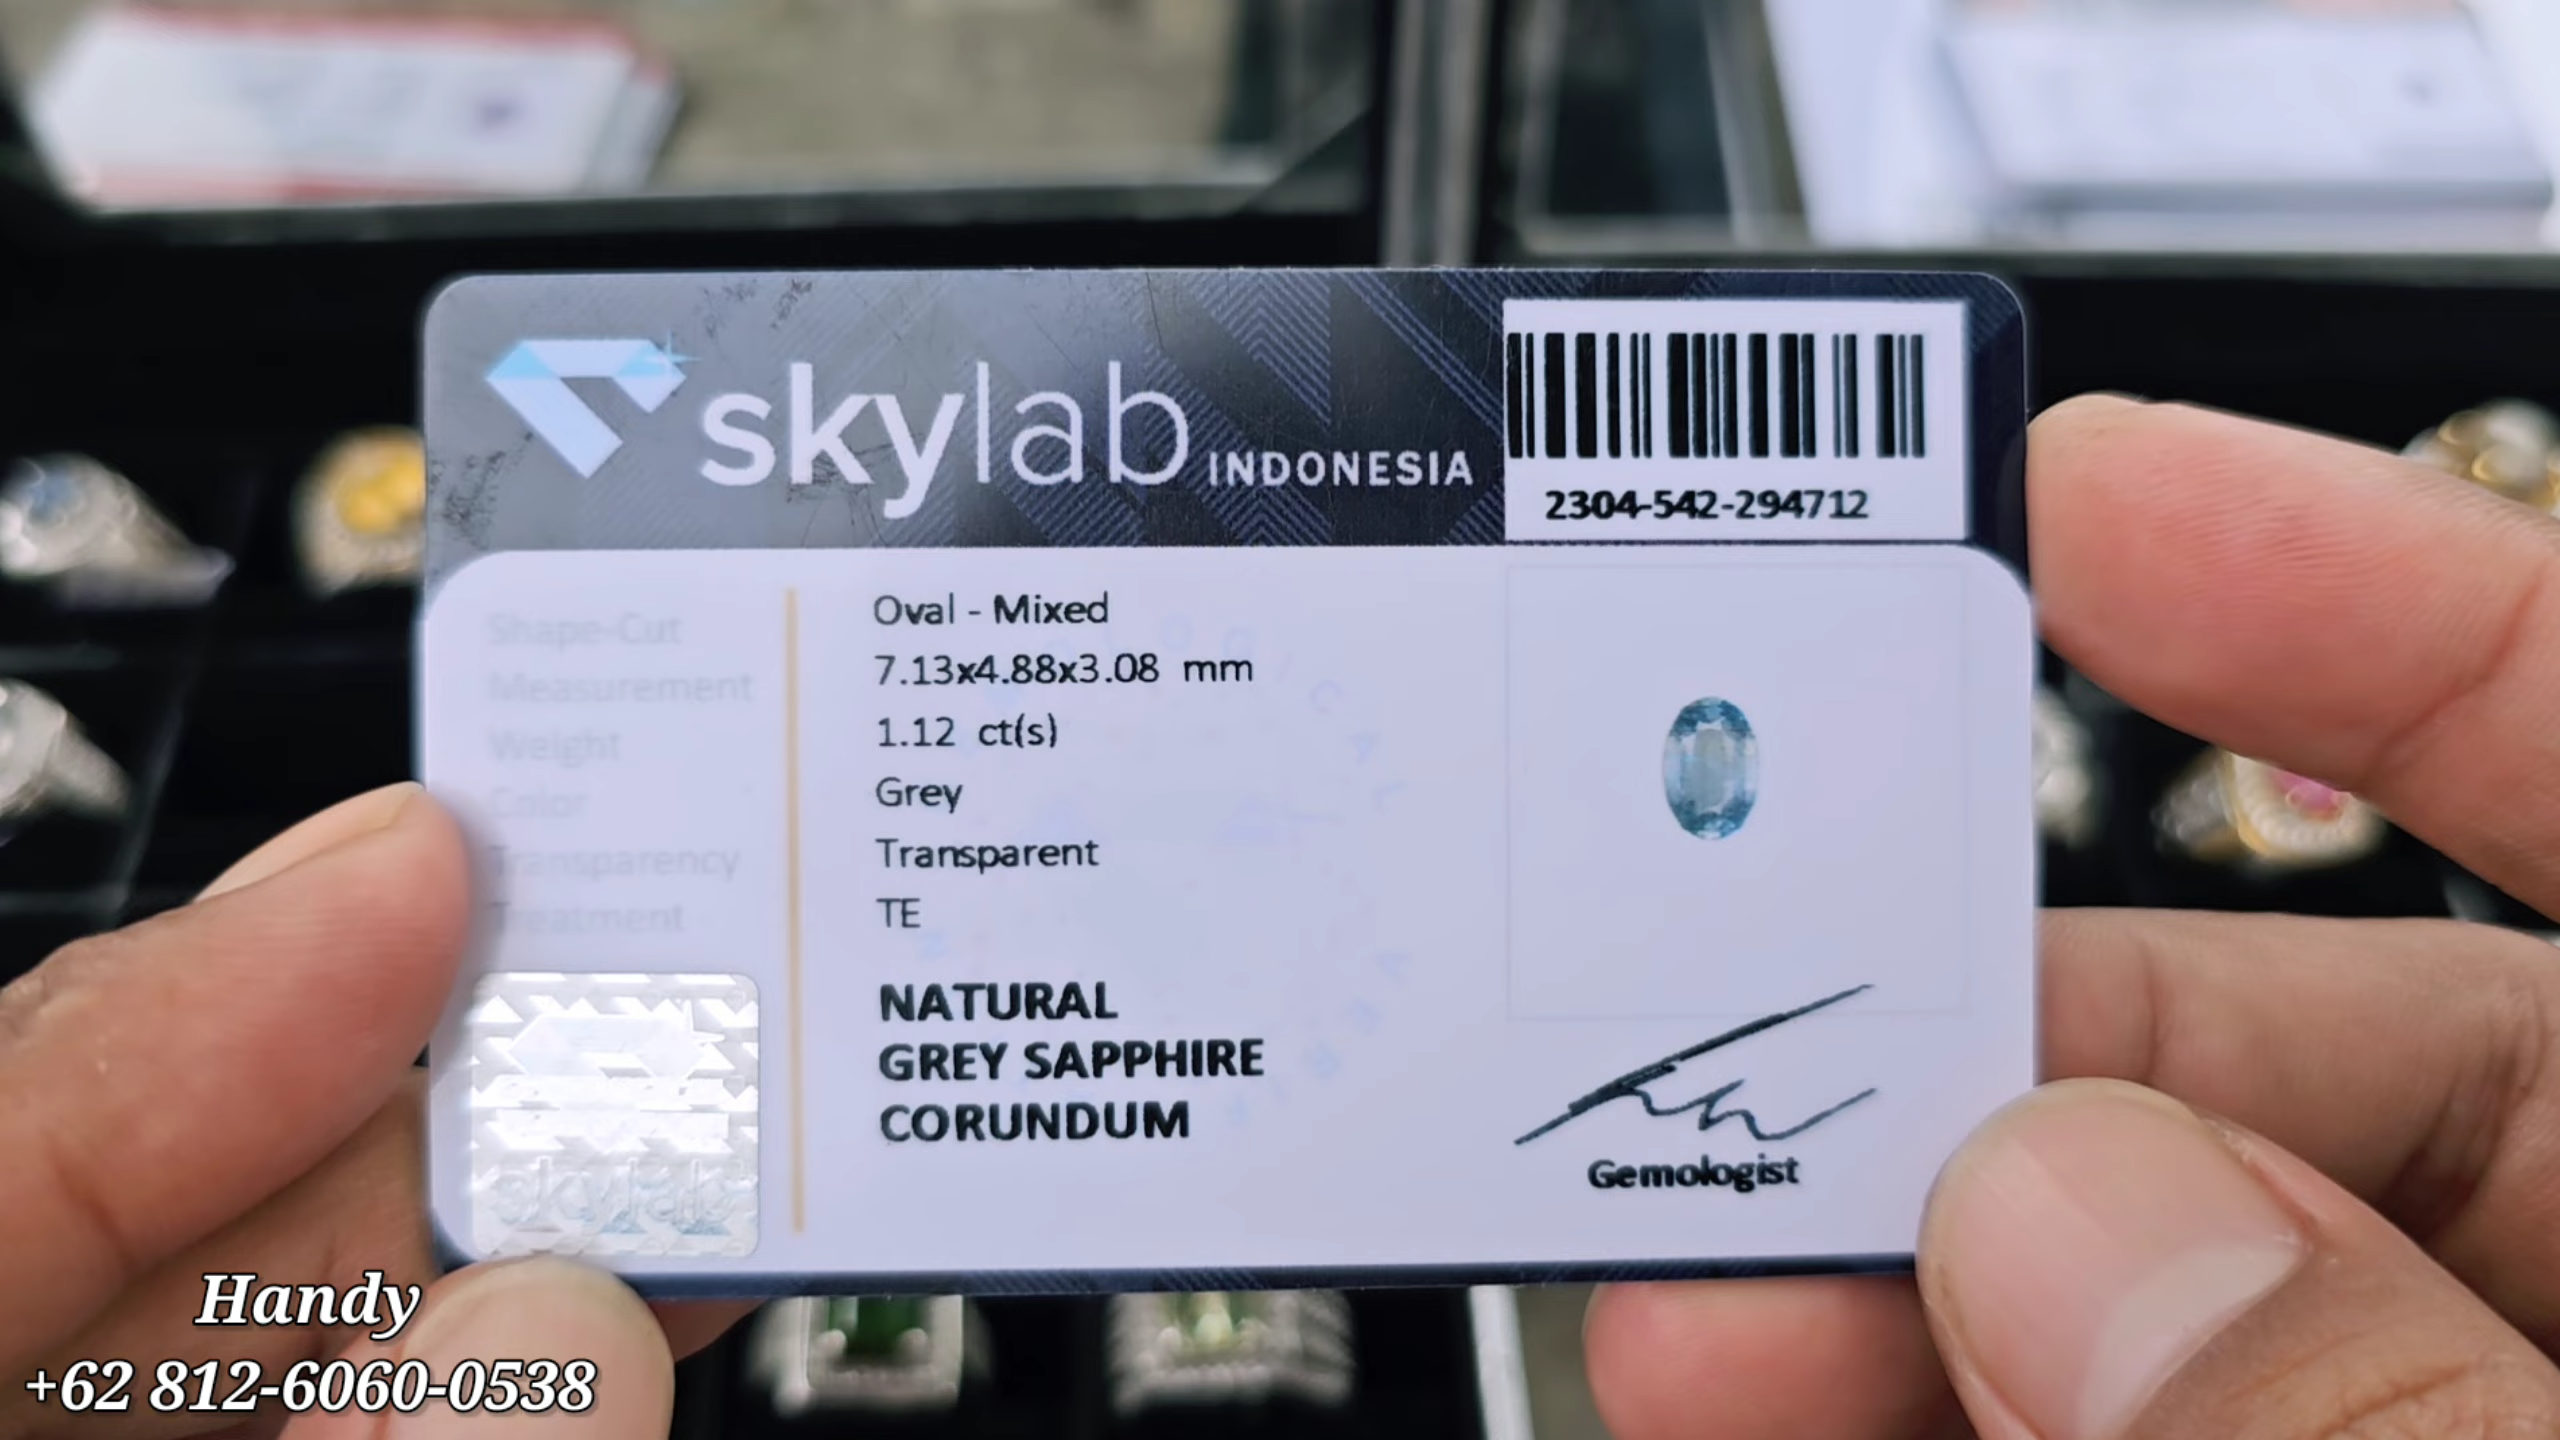 skylab INDONESIA
2304-542-294712
Shape-Cut Oval - Mixed
Measurement 7.13x4.88x3.08 mm
Weight 1.12 ct(s)
Color Grey
Transparency Transparent
Treatment TE
NATURAL
GREY SAPPHIRE
CORUNDUM
skylab
Gemologist
Handy
+62 812-6060-0538